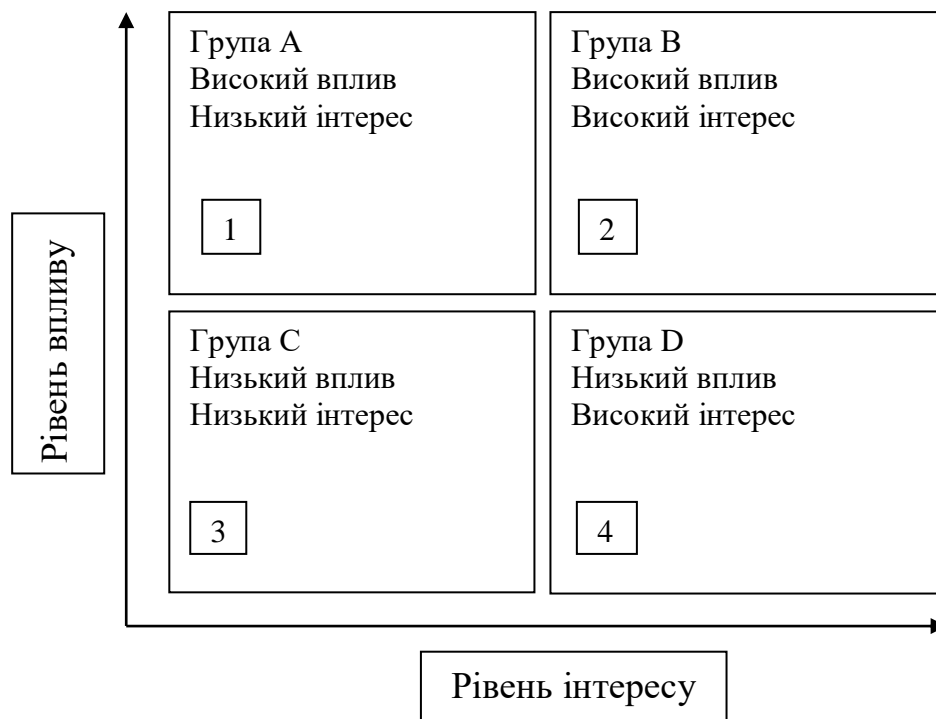 Група А
Високий вплив
Низький інтерес
1
Група В
Високий вплив
Високий інтерес
2
Рівень впливу
Група С
Низький вплив
Низький інтерес
3
Група D
Низький вплив
Високий інтерес
4
Рівень інтересу